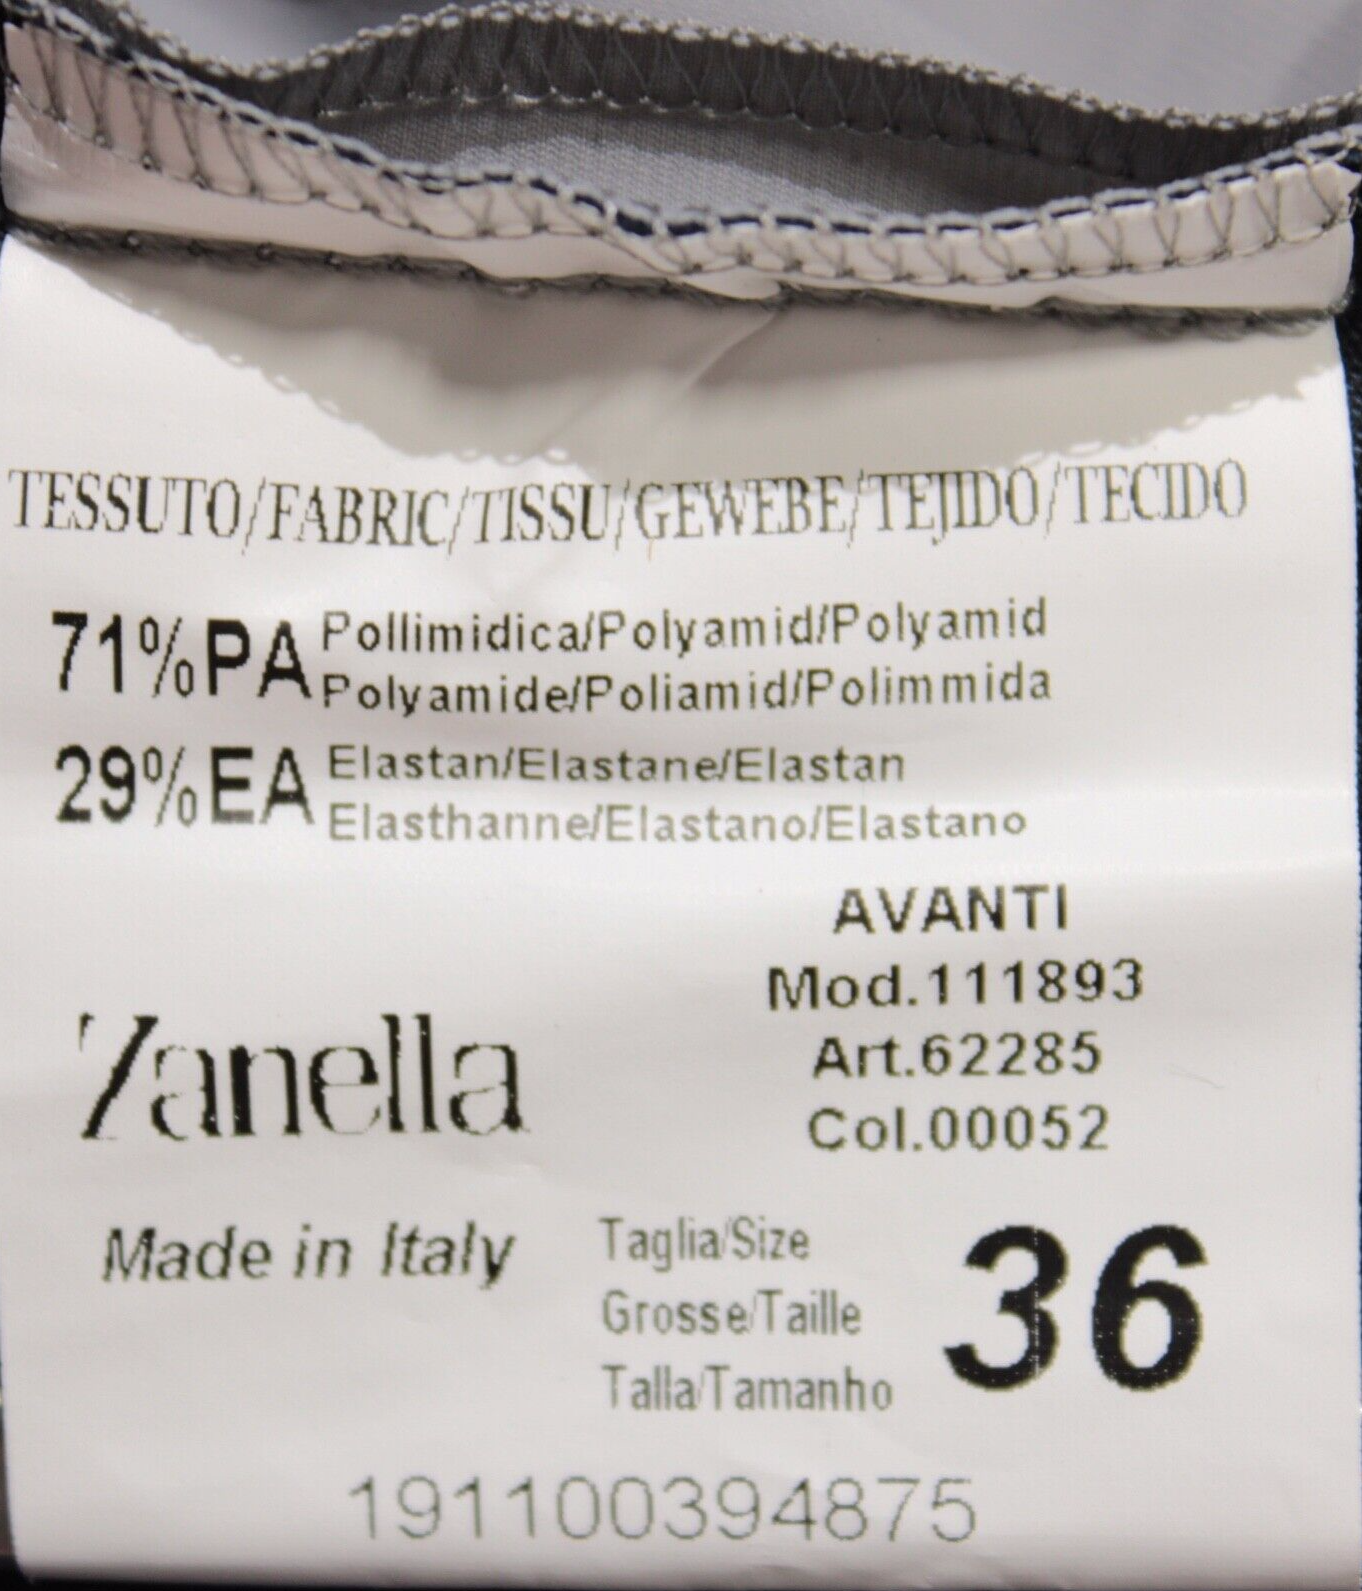 TESSUTO/FABRIC/TISSU/GEWEBE/TEJIDO/TECIDO
71%PA Pollimidica/Polyamid/Polyamid
Polyamide/Poliamid/Polimmida
29%EA Elastan/Elastane/Elastan
Elasthanne/Elastano/Elastano
AVANTI
Mod.111893
Art.62285
Col.00052
Zanella
Made in Italy
Taglia/Size
Grosse/Taille
Talla/Tamanho
36
191100394875